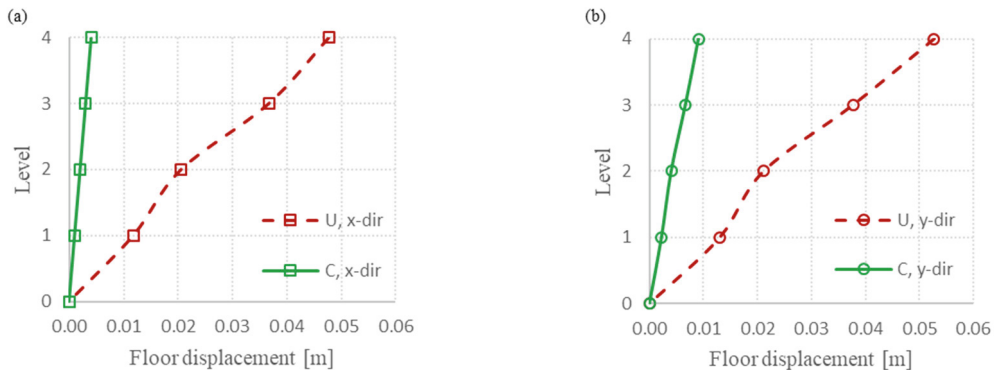 (a)
4
3
2
1
0
Level
U, x-dir
C, x-dir
0.00 0.01 0.02 0.03 0.04 0.05 0.06
Floor displacement [m]
(b)
4
3
2
1
0
Level
U, y-dir
C, y-dir
0.00 0.01 0.02 0.03 0.04 0.05 0.06
Floor displacement [m]